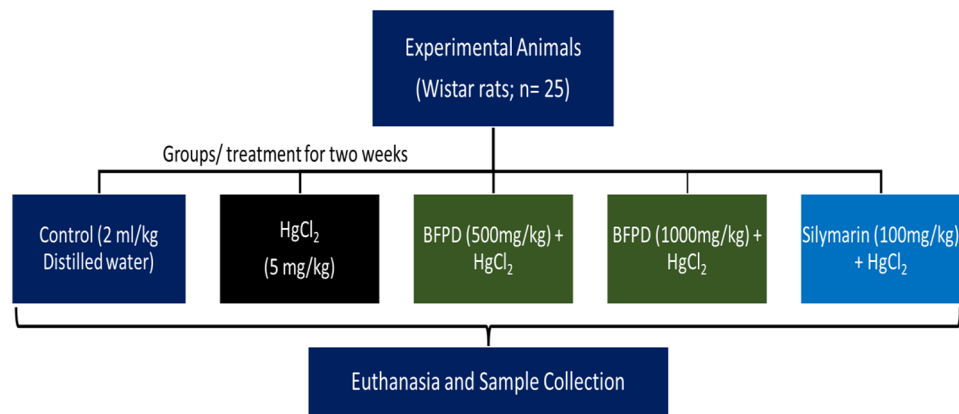 Experimental Animals
(Wistar rats; n= 25)
Groups/ treatment for two weeks
Control (2 ml/kg
Distilled water)
HgCl₂
(5 mg/kg)
BFPD (500mg/kg) +
HgCl₂
BFPD (1000mg/kg) +
HgCl₂
Silymarin (100mg/kg)
+ HgCl₂
Euthanasia and Sample Collection